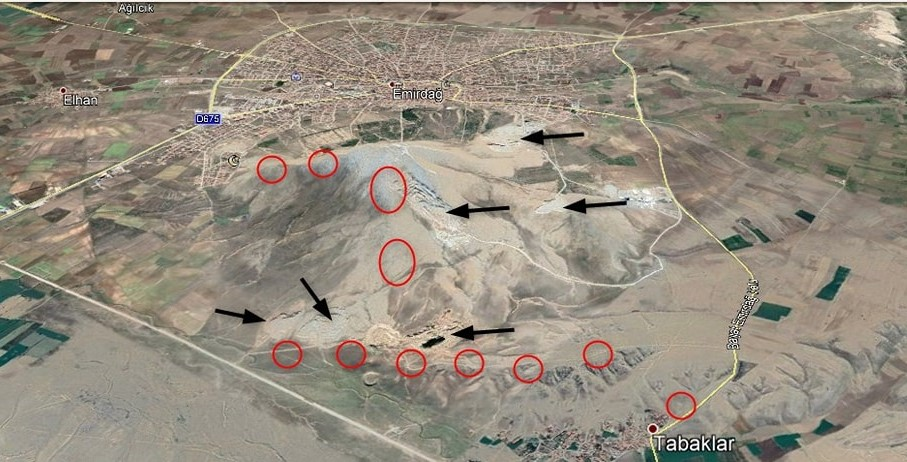 Ağılcık
Elhan
Emirdağ
D675
Tabaklar